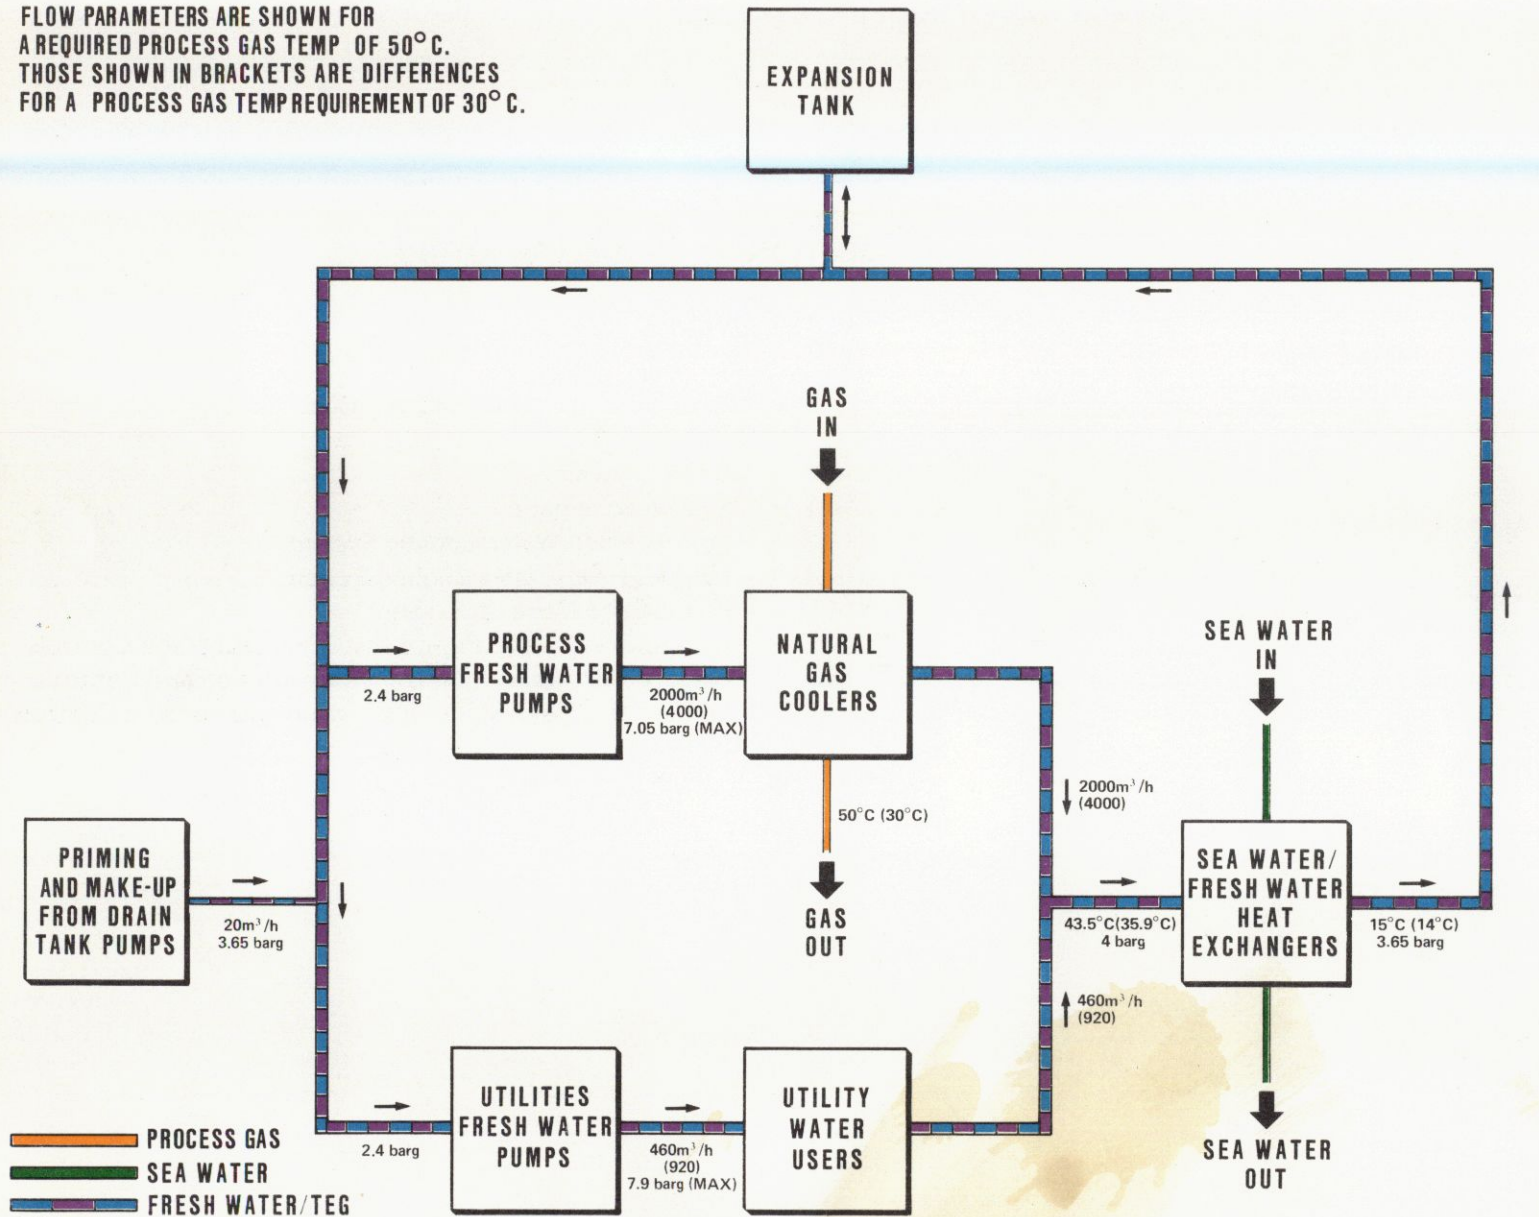 FLOW PARAMETERS ARE SHOWN FOR
A REQUIRED PROCESS GAS TEMP OF 50°C.
THOSE SHOWN IN BRACKETS ARE DIFFERENCES
FOR A PROCESS GAS TEMP REQUIREMENT OF 30°C.
EXPANSION
TANK
GAS
IN
PROCESS
FRESH WATER
PUMPS
NATURAL
GAS
COOLERS
SEA WATER
IN
2.4 barg
2000m³/h
(4000)
7.05 barg (MAX)
2000m³/h
(4000)
50°C (30°C)
PRIMING
AND MAKE-UP
FROM DRAIN
TANK PUMPS
20m³/h
3.65 barg
GAS
OUT
43.5°C(35.9°C)
4 barg
SEA WATER/
FRESH WATER
HEAT
EXCHANGERS
15°C (14°C)
3.65 barg
460m³/h
(920)
UTILITIES
FRESH WATER
PUMPS
UTILITY
WATER
USERS
2.4 barg
460m³/h
(920)
7.9 barg (MAX)
SEA WATER
OUT
PROCESS GAS
SEA WATER
FRESH WATER/TEG